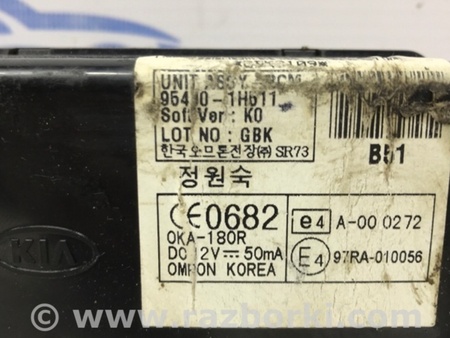 UNIT ASSY
95400-1H611
Soft Ver : K0
LOT NO : GBK
한국오므론전장㈜ SR73
B51
정원숙
CE0682
OKA-180R
DC 12V 50mA
OMRON KOREA
e4 A-00 0272
E4 97RA-010056
KIA
© www.razborki.com